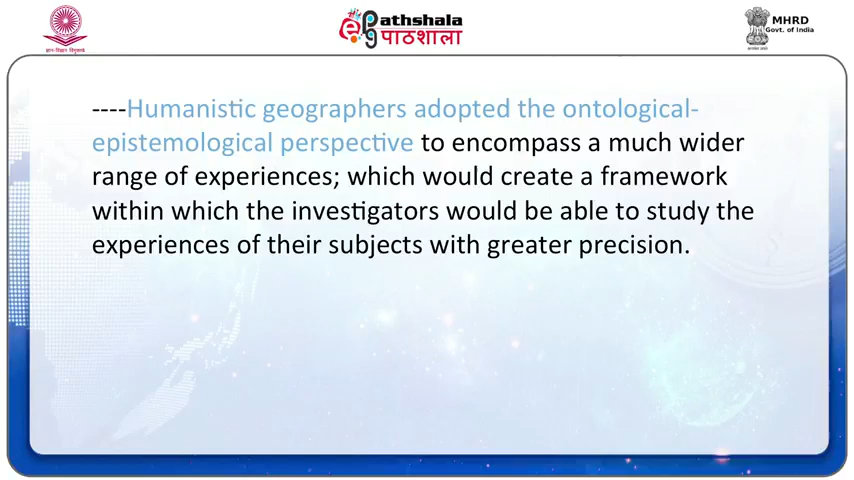 ज्ञान-विज्ञान विमुक्तये
ePgathshala
पाठशाला
MHRD
Govt. of India
----Humanistic geographers adopted the ontological-
epistemological perspective to encompass a much wider
range of experiences; which would create a framework
within which the investigators would be able to study the
experiences of their subjects with greater precision.